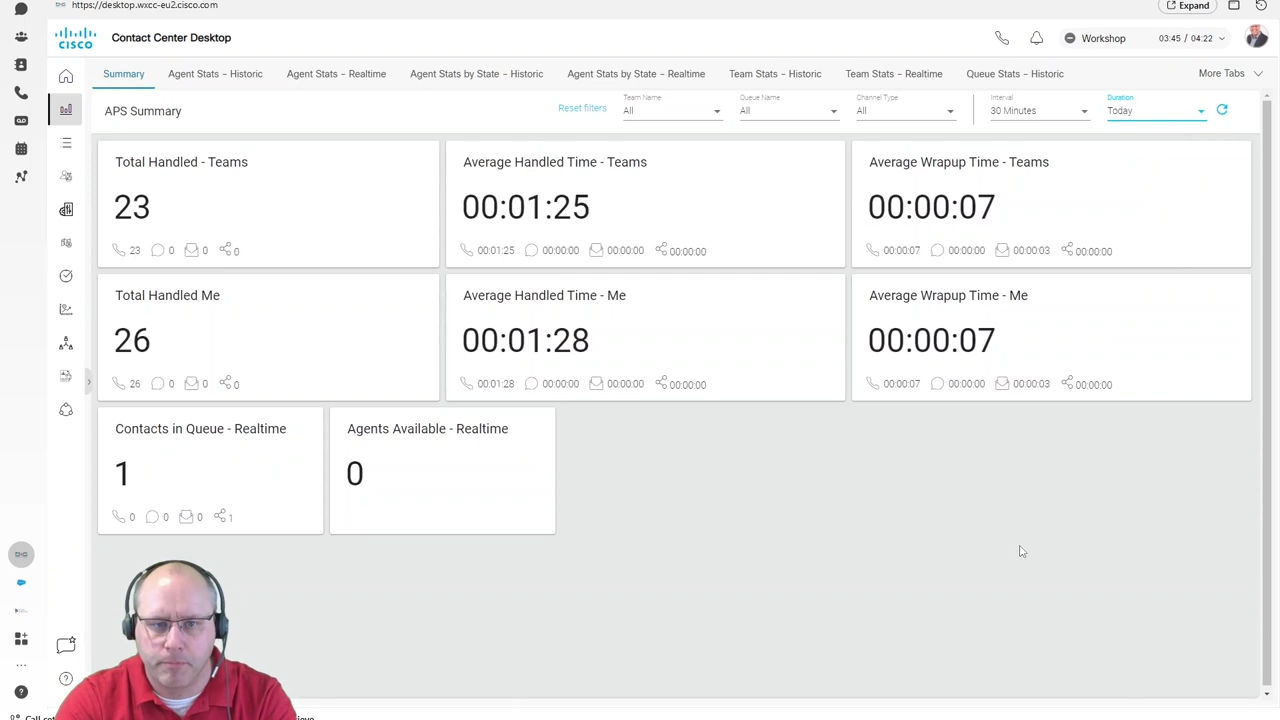 https://desktop.wxcc-eu2.cisco.com
Expand
CISCO
Contact Center Desktop
Workshop
03:45 / 04:22
Summary
Agent Stats – Historic
Agent Stats – Realtime
Agent Stats by State – Historic
Agent Stats by State – Realtime
Team Stats – Historic
Team Stats – Realtime
Queue Stats – Historic
More Tabs
APS Summary
Reset filters
Team Name
All
Queue Name
All
Channel Type
All
Interval
30 Minutes
Duration
Today
Total Handled - Teams
23
23 0 0 0
Average Handled Time - Teams
00:01:25
00:01:25 00:00:00 00:00:00 00:00:00
Average Wrapup Time - Teams
00:00:07
00:00:07 00:00:00 00:00:03 00:00:00
Total Handled Me
26
26 0 0 0
Average Handled Time - Me
00:01:28
00:01:28 00:00:00 00:00:00 00:00:00
Average Wrapup Time - Me
00:00:07
00:00:07 00:00:00 00:00:03 00:00:00
Contacts in Queue - Realtime
1
0 0 0 1
Agents Available - Realtime
0